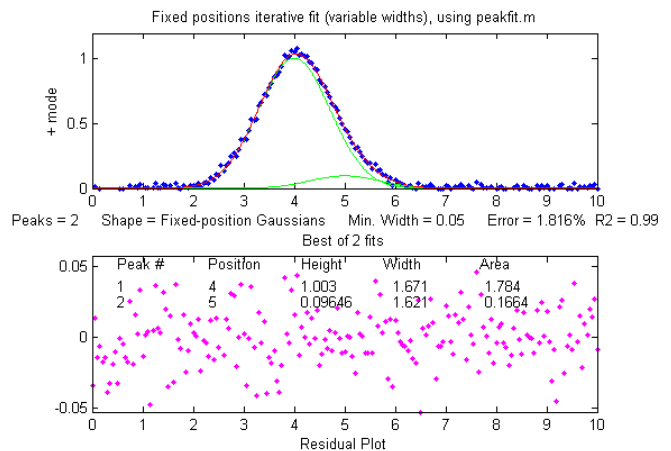 Fixed positions iterative fit (variable widths), using peakfit.m
1
0.5
0
+ mode
0 1 2 3 4 5 6 7 8 9 10
Peaks = 2 Shape = Fixed-position Gaussians Min. Width = 0.05 Error = 1.816% R2 = 0.99
Best of 2 fits
0.05
0
-0.05
Peak # Position Height Width Area
1 4 1.003 1.671 1.784
2 5 0.09646 1.621 0.1664
0 1 2 3 4 5 6 7 8 9 10
Residual Plot